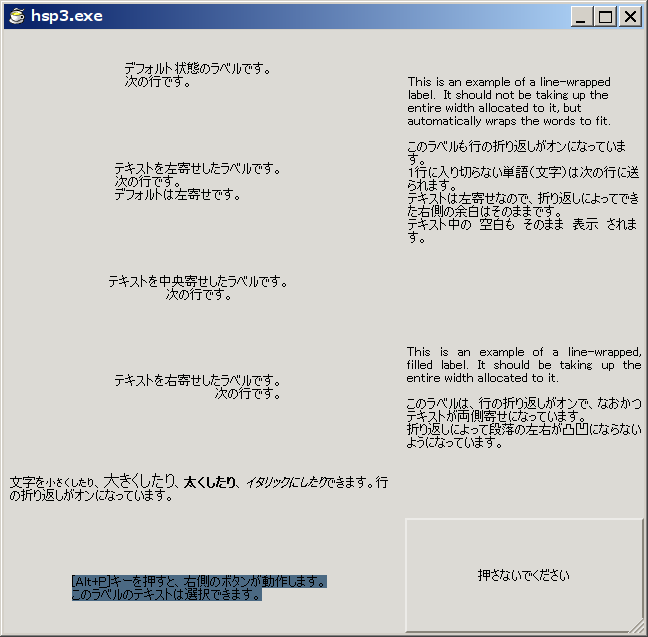 hsp3.exe
デフォルト状態のラベルです。
次の行です。
テキストを左寄せしたラベルです。
次の行です。
デフォルトは左寄せです。
テキストを中央寄せしたラベルです。
次の行です。
テキストを右寄せしたラベルです。
次の行です。
文字を小さくしたり、大きくしたり、太くしたり、イタリックにしたりできます。行
の折り返しがオンになっています。
[Alt+P]キーを押すと、右側のボタンが動作します。
このラベルのテキストは選択できます。
This is an example of a line-wrapped
label. It should not be taking up the
entire width allocated to it, but
automatically wraps the words to fit.
このラベルも行の折り返しがオンになっていま
す。
1行に入り切らない単語(文字)は次の行に送
られます。
テキストは左寄せなので、折り返しによってでき
た右側の余白はそのままです。
テキスト中の 空白も そのまま 表示 されま
す。
This is an example of a line-wrapped,
filled label. It should be taking up the
entire width allocated to it.
このラベルは、行の折り返しがオンで、なおかつ
テキストが両側寄せになっています。
折り返しによって段落の左右が凸凹にならない
ようになっています。
押さないでください